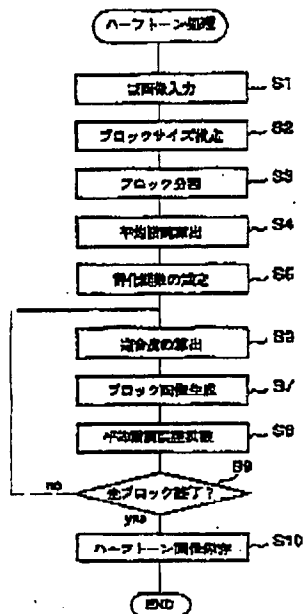 ハーフトーン処理
原画像入力 S1
ブロックサイズ設定 S2
ブロック分割 S3
平均階調算出 S4
S5
適合度の算出 S6
ブロック画像生成 S7
S8
全ブロック終了? S9
no
yes
ハーフトーン画像保存 S10
END